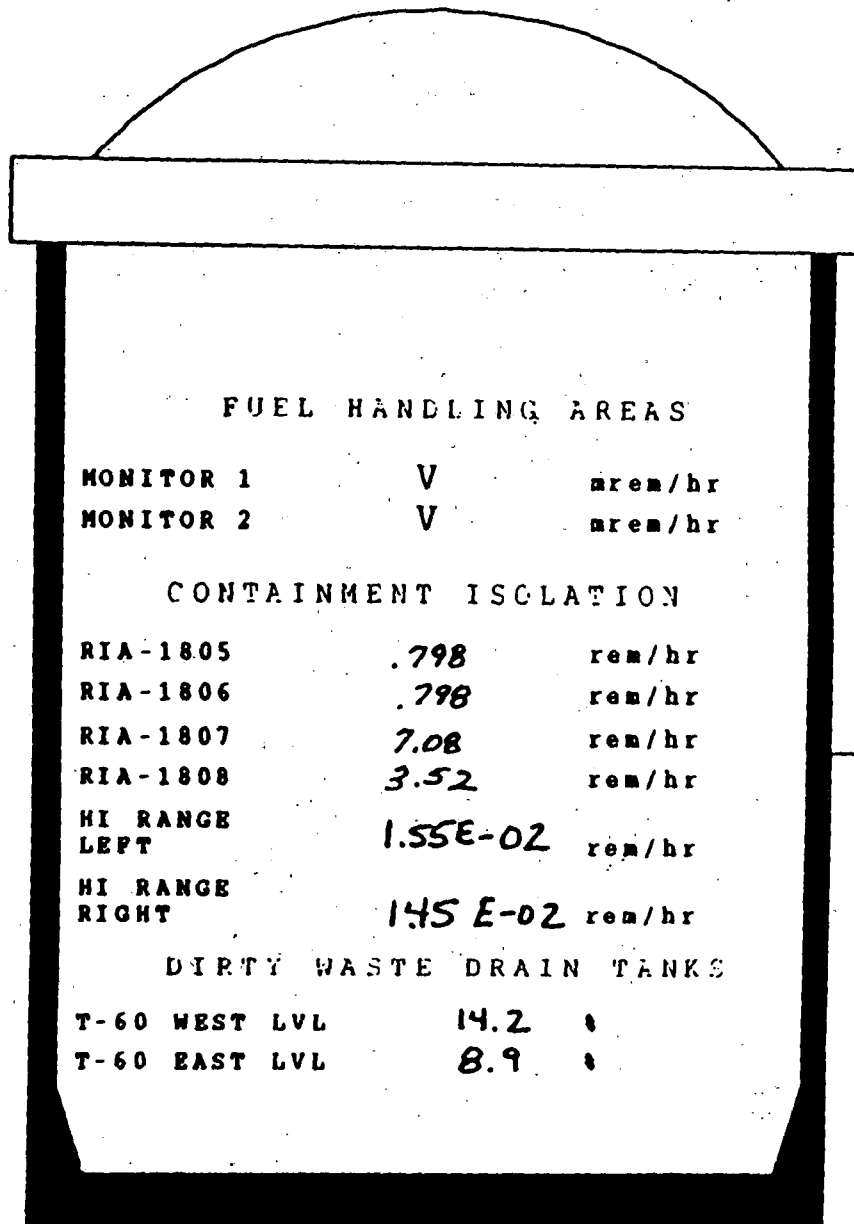 FUEL HANDLING AREAS
MONITOR 1 V mrem/hr
MONITOR 2 V mrem/hr
CONTAINMENT ISOLATION
RIA-1805 .798 rem/hr
RIA-1806 .798 rem/hr
RIA-1807 7.08 rem/hr
RIA-1808 3.52 rem/hr
HI RANGE
LEFT 1.55E-02 rem/hr
HI RANGE
RIGHT 1.45 E-02 rem/hr
DIRTY WASTE DRAIN TANKS
T-60 WEST LVL 14.2 %
T-60 EAST LVL 8.9 %